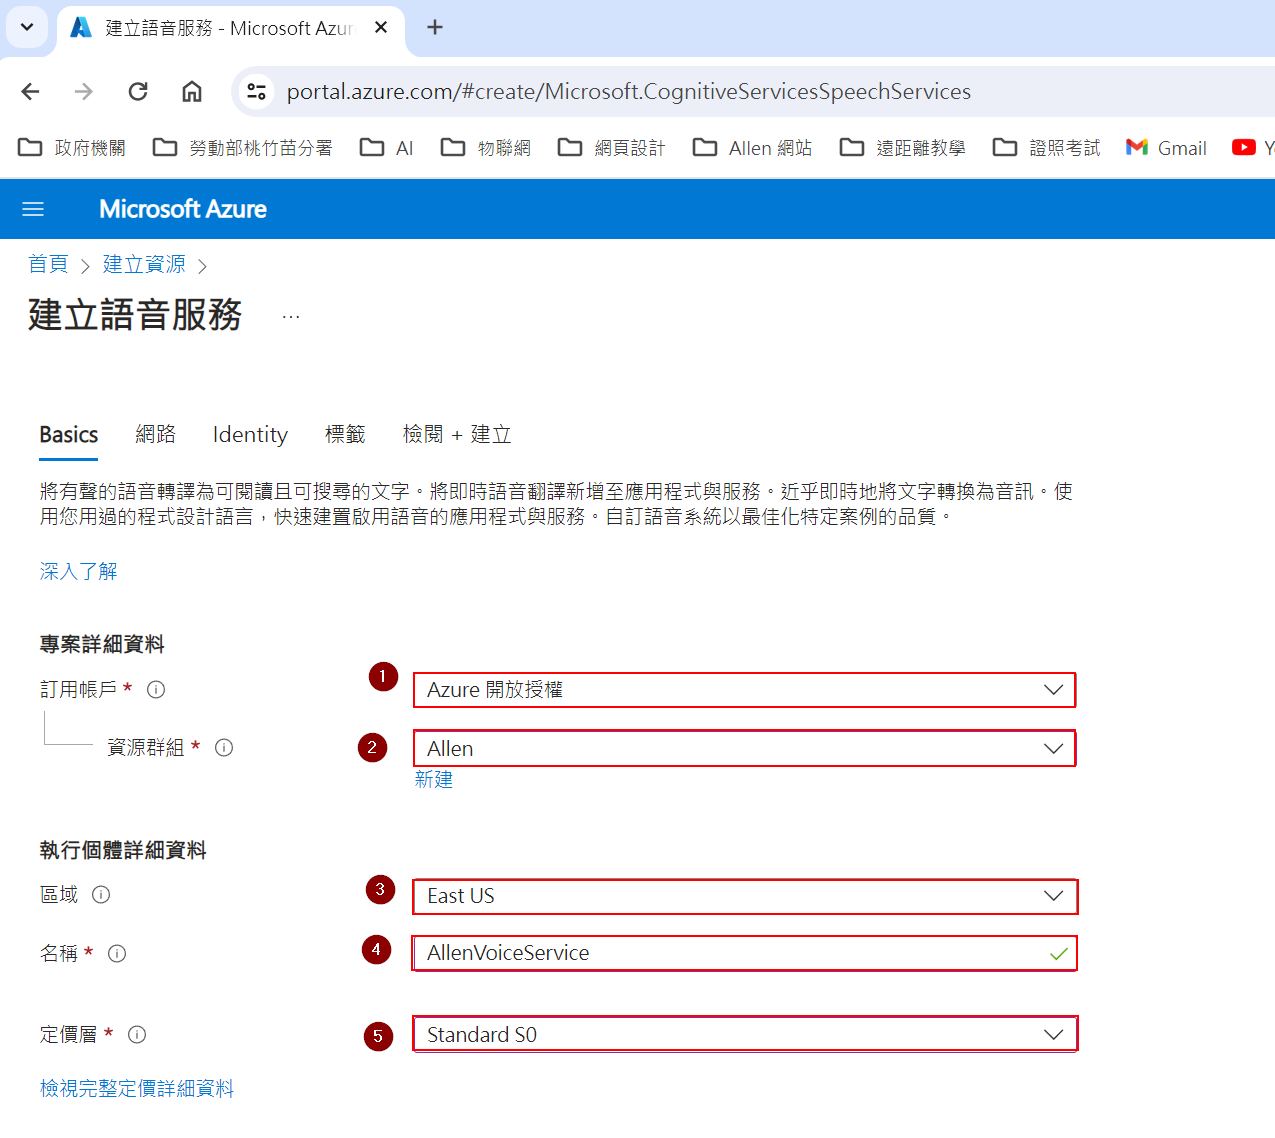 建立語音服務 - Microsoft Azur
portal.azure.com/#create/Microsoft.CognitiveServicesSpeechServices
政府機關 勞動部桃竹苗分署 AI 物聯網 網頁設計 Allen 網站 遠距離教學 證照考試 Gmail Y
Microsoft Azure
首頁 > 建立資源 >
建立語音服務 ...
Basics 網路 Identity 標籤 檢閱 + 建立
將有聲的語音轉譯為可閱讀且可搜尋的文字。將即時語音翻譯新增至應用程式與服務。近乎即時地將文字轉換為音訊。使
用您用過的程式設計語言，快速建置啟用語音的應用程式與服務。自訂語音系統以最佳化特定案例的品質。
深入了解
專案詳細資料
訂用帳戶 * 1 Azure 開放授權
資源群組 * 2 Allen
新建
執行個體詳細資料
區域 3 East US
名稱 * 4 AllenVoiceService
定價層 * 5 Standard S0
檢視完整定價詳細資料